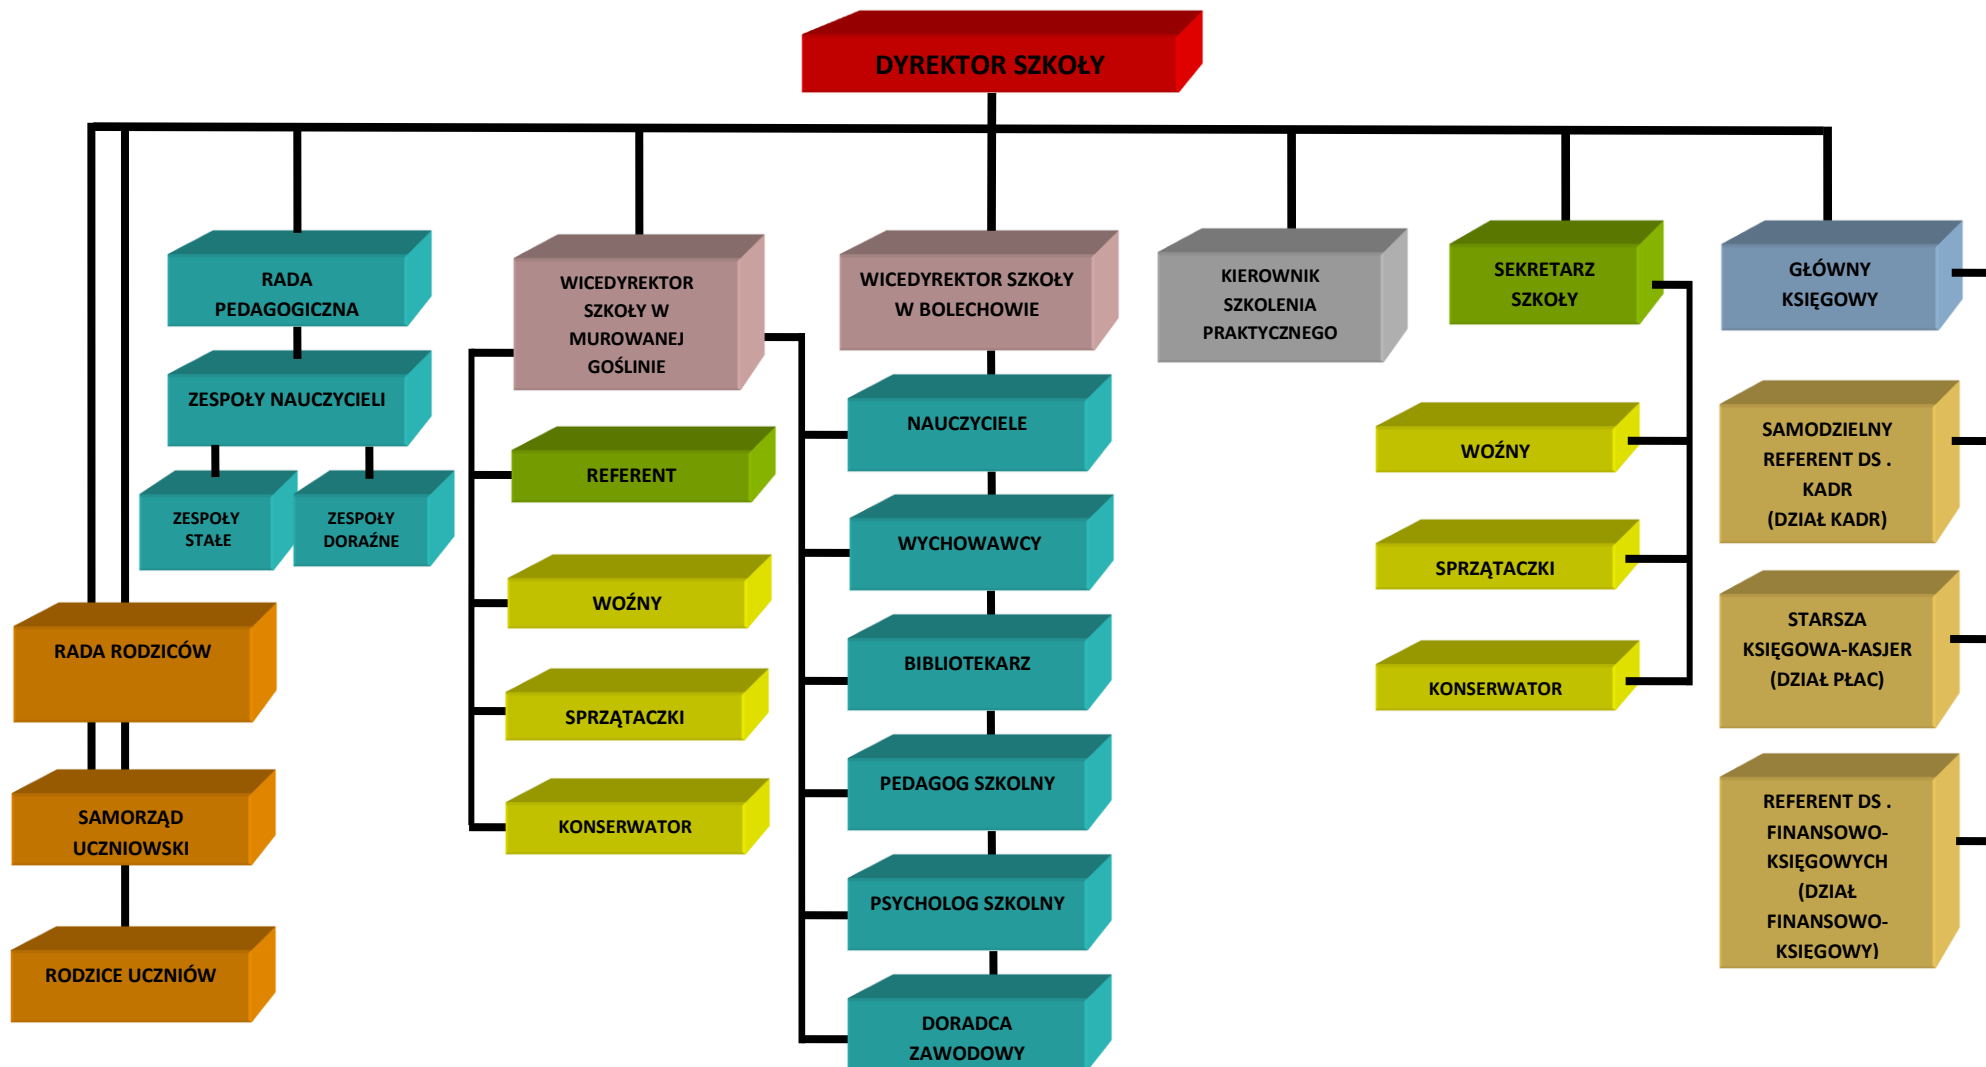 DYREKTOR SZKOŁY
RADA
PEDAGOGICZNA
ZESPOŁY NAUCZYCIELI
ZESPOŁY
STAŁE
ZESPOŁY
DORAŹNE
RADA RODZICÓW
SAMORZĄD
UCZNIOWSKI
RODZICE UCZNIÓW
WICEDYREKTOR
SZKOŁY W
MUROWANEJ
GOŚLINIE
REFERENT
WOŹNY
SPRZĄTACZKI
KONSERWATOR
WICEDYREKTOR SZKOŁY
W BOLECHOWIE
NAUCZYCIELE
WYCHOWAWCY
BIBLIOTEKARZ
PEDAGOG SZKOLNY
PSYCHOLOG SZKOLNY
DORADCA
ZAWODOWY
KIEROWNIK
SZKOLENIA
PRAKTYCZNEGO
SEKRETARZ
SZKOŁY
WOŹNY
SPRZĄTACZKI
KONSERWATOR
GŁÓWNY
KSIĘGOWY
SAMODZIELNY
REFERENT DS .
KADR
(DZIAŁ KADR)
STARSZA
KSIĘGOWA-KASJER
(DZIAŁ PŁAC)
REFERENT DS .
FINANSOWO-
KSIĘGOWYCH
(DZIAŁ
FINANSOWO-
KSIĘGOWY)